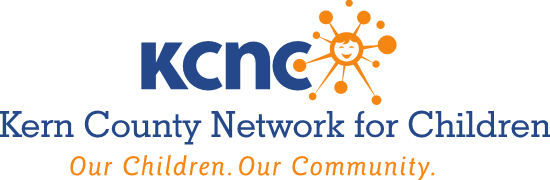 KCNC
Kern County Network for Children
Our Children. Our Community.